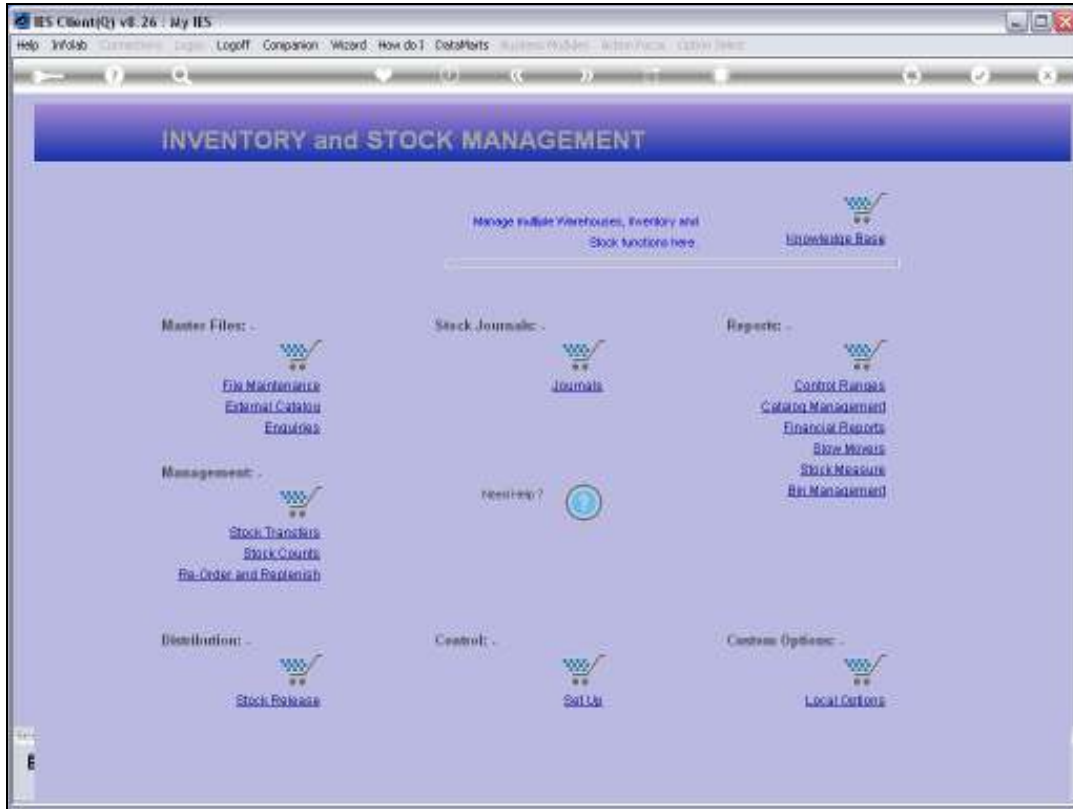 IES Client(Q) v8.26 : My IES
Help Infolab Logoff Companion Wizard How do I DataMarts
INVENTORY and STOCK MANAGEMENT
Manage multiple Warehouses, Inventory and
Stock functions here
Knowledge Base
Master Files: -
File Maintenance
External Catalog
Enquiries
Stock Journals: -
Journals
Reports: -
Control Ranges
Catalog Management
Financial Reports
Slow Movers
Stock Measure
Bin Management
Management: -
Stock Transfers
Stock Counts
Re-Order and Replenish
Need Help ?
Distribution: -
Stock Release
Control: -
Set Up
Custom Options: -
Local Options